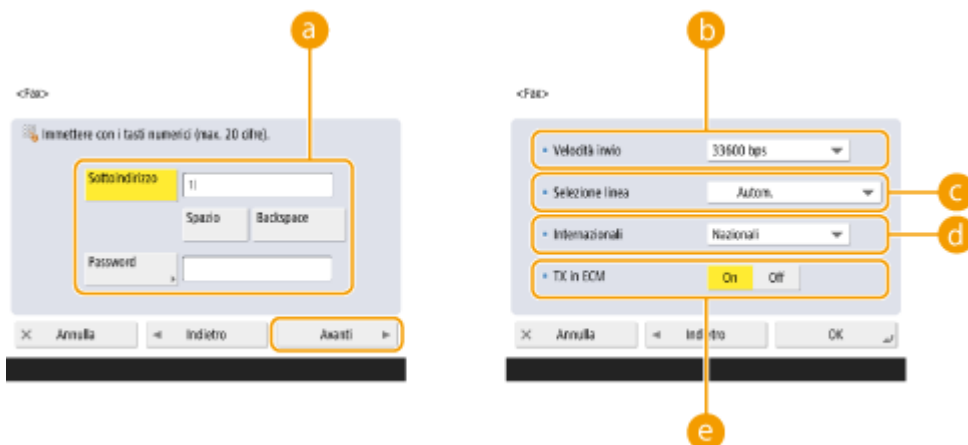 a
b
<Fax>
Immettere con i tasti numerici (max. 20 cifre).
Sottoindirizzo
1
Spazio
Backspace
Password
Annulla
Indietro
Avanti
<Fax>
Velocità invio
33600 bps
Selezione linea
Autom.
c
Internazionali
Nazionali
d
TX in ECM
On
Off
Annulla
Indietro
OK
e